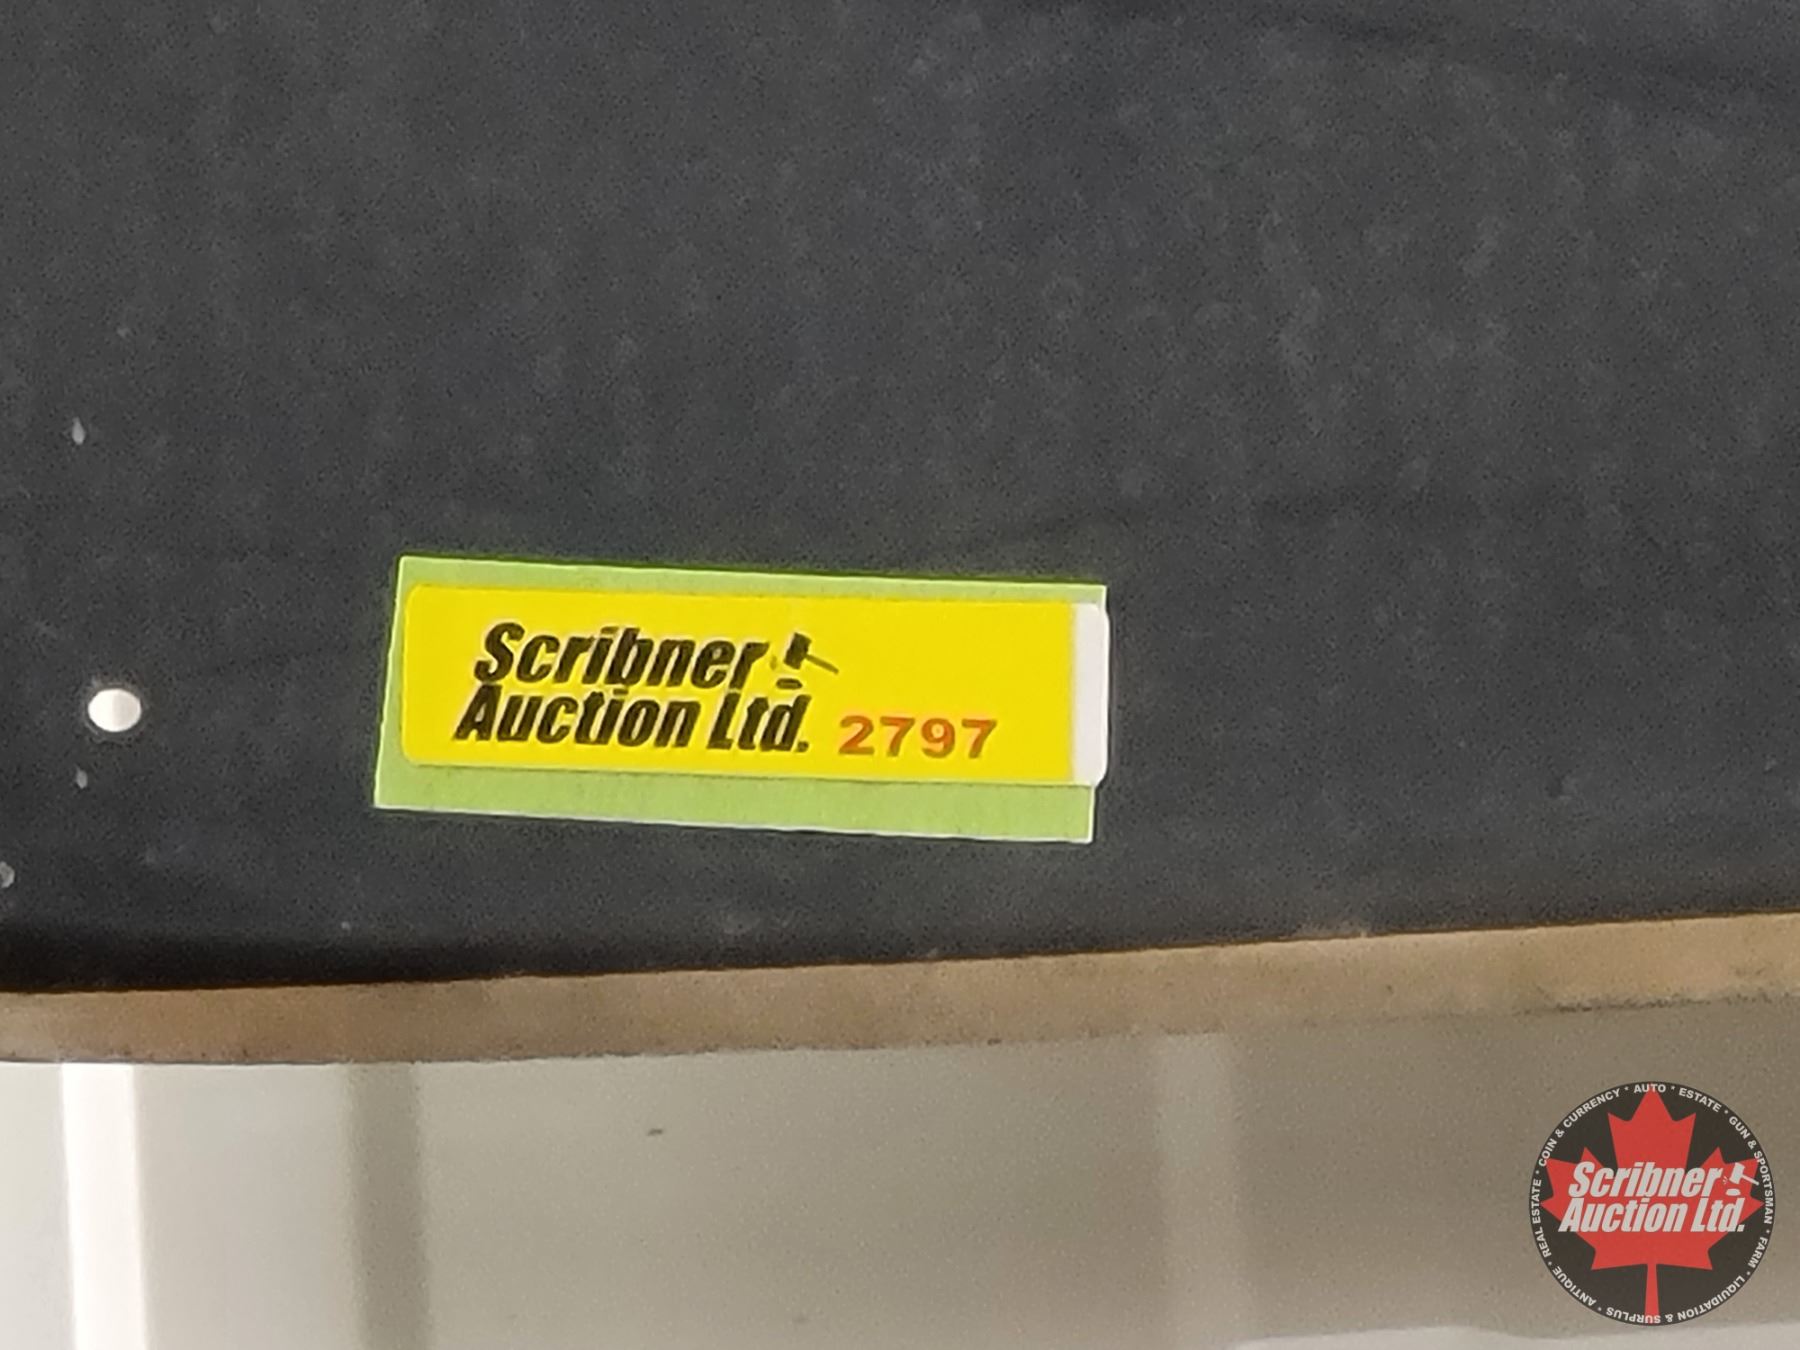 Scribner
Auction Ltd. 2797
COIN & CURRENCY * AUTO * ESTATE * GUN & SPORTSMAN * FARM * LIQUIDATION & SURPLUS * ANTIQUE * REAL ESTATE *
Scribner
Auction Ltd.